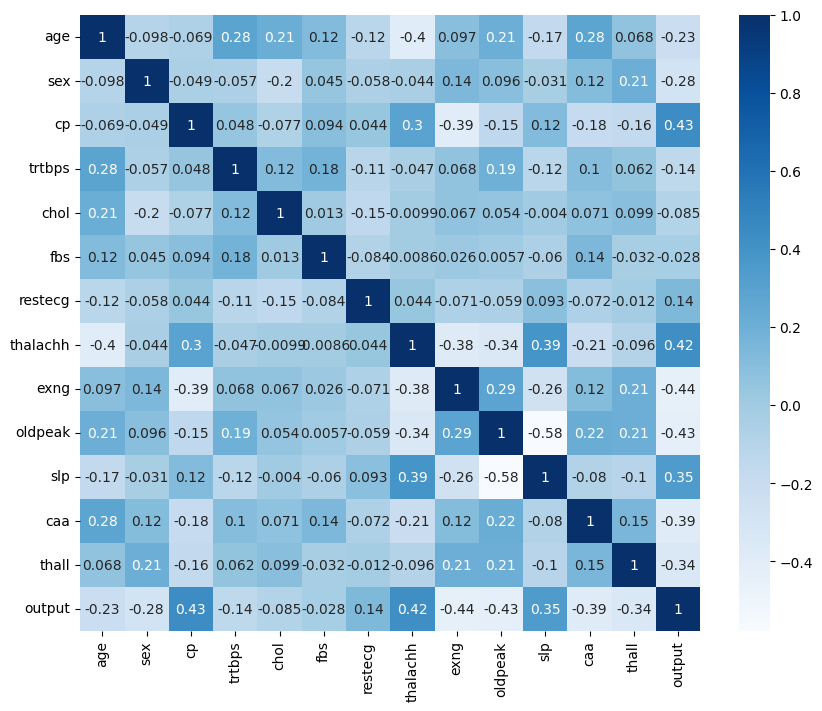 age 1 -0.098 -0.069 0.28 0.21 0.12 -0.12 -0.4 0.097 0.21 -0.17 0.28 0.068 -0.23
sex -0.098 1 -0.049 -0.057 -0.2 0.045 -0.058 -0.044 0.14 0.096 -0.031 0.12 0.21 -0.28
cp -0.069 -0.049 1 0.048 -0.077 0.094 0.044 0.3 -0.39 -0.15 0.12 -0.18 -0.16 0.43
trtbps 0.28 -0.057 0.048 1 0.12 0.18 -0.11 -0.047 0.068 0.19 -0.12 0.1 0.062 -0.14
chol 0.21 -0.2 -0.077 0.12 1 0.013 -0.15 -0.0099 0.067 0.054 -0.004 0.071 0.099 -0.085
fbs 0.12 0.045 0.094 0.18 0.013 1 -0.084 -0.0086 0.026 0.0057 -0.06 0.14 -0.032 -0.028
restecg -0.12 -0.058 0.044 -0.11 -0.15 -0.084 1 0.044 -0.071 -0.059 0.093 -0.072 -0.012 0.14
thalachh -0.4 -0.044 0.3 -0.047 -0.0099 -0.0086 0.044 1 -0.38 -0.34 0.39 -0.21 -0.096 0.42
exng 0.097 0.14 -0.39 0.068 0.067 0.026 -0.071 -0.38 1 0.29 -0.26 0.12 0.21 -0.44
oldpeak 0.21 0.096 -0.15 0.19 0.054 0.0057 -0.059 -0.34 0.29 1 -0.58 0.22 0.21 -0.43
slp -0.17 -0.031 0.12 -0.12 -0.004 -0.06 0.093 0.39 -0.26 -0.58 1 -0.08 -0.1 0.35
caa 0.28 0.12 -0.18 0.1 0.071 0.14 -0.072 -0.21 0.12 0.22 -0.08 1 0.15 -0.39
thall 0.068 0.21 -0.16 0.062 0.099 -0.032 -0.012 -0.096 0.21 0.21 -0.1 0.15 1 -0.34
output -0.23 -0.28 0.43 -0.14 -0.085 -0.028 0.14 0.42 -0.44 -0.43 0.35 -0.39 -0.34 1
age sex cp trtbps chol fbs restecg thalachh exng oldpeak slp caa thall output
1.0
0.8
0.6
0.4
0.2
0.0
−0.2
−0.4